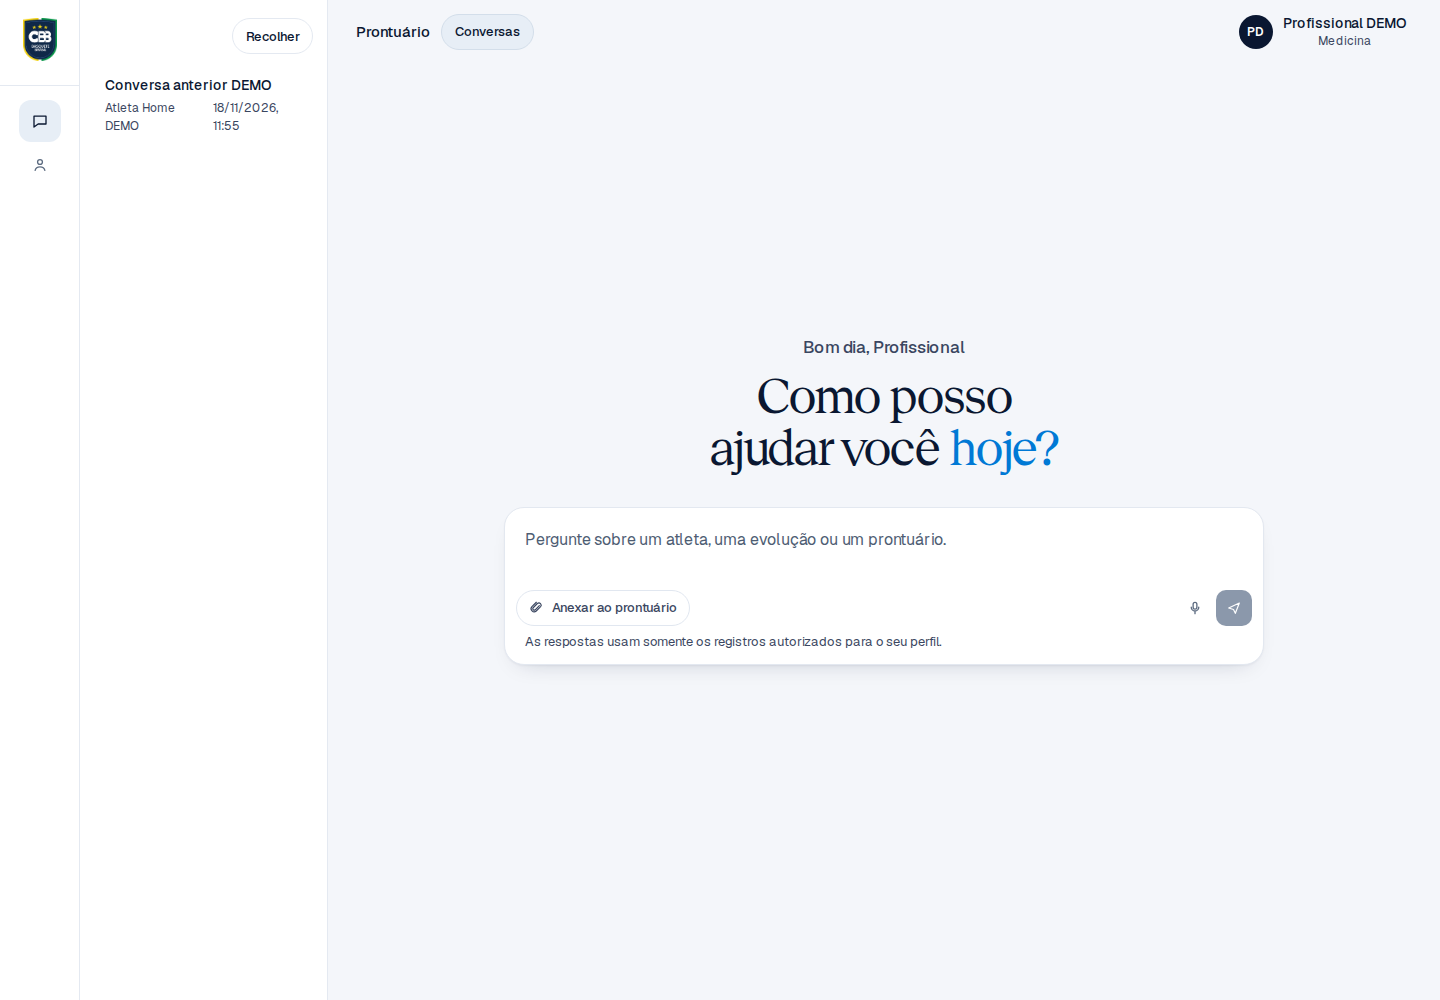 CBB
Recolher
Prontuário
Conversas
PD
Profissional DEMO
Medicina
Conversa anterior DEMO
Atleta Home DEMO
18/11/2026, 11:55
Bom dia, Profissional
Como posso
ajudar você hoje?
Pergunte sobre um atleta, uma evolução ou um prontuário.
Anexar ao prontuário
As respostas usam somente os registros autorizados para o seu perfil.